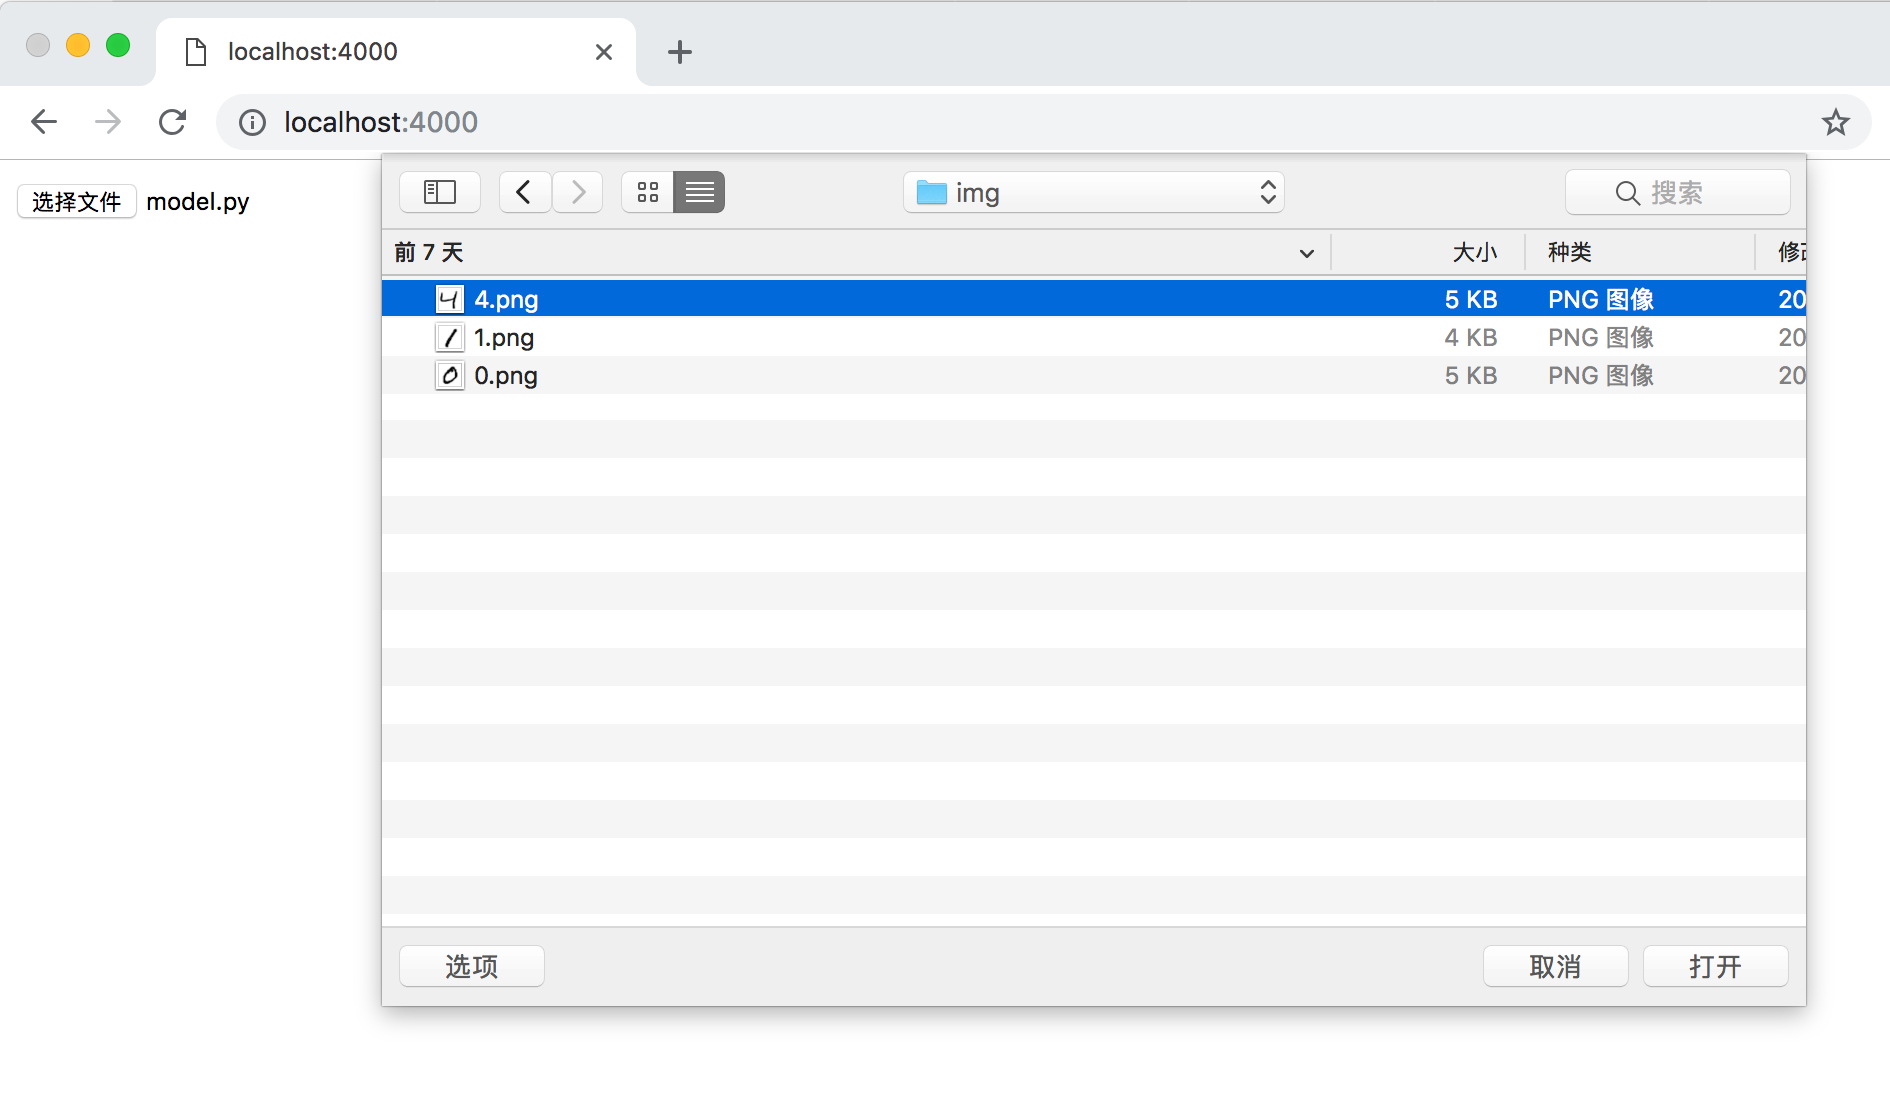 localhost:4000
localhost:4000
选择文件 model.py
img
搜索
前 7 天 大小 种类 修改
4.png 5 KB PNG 图像 20
1.png 4 KB PNG 图像 20
0.png 5 KB PNG 图像 20
选项 取消 打开